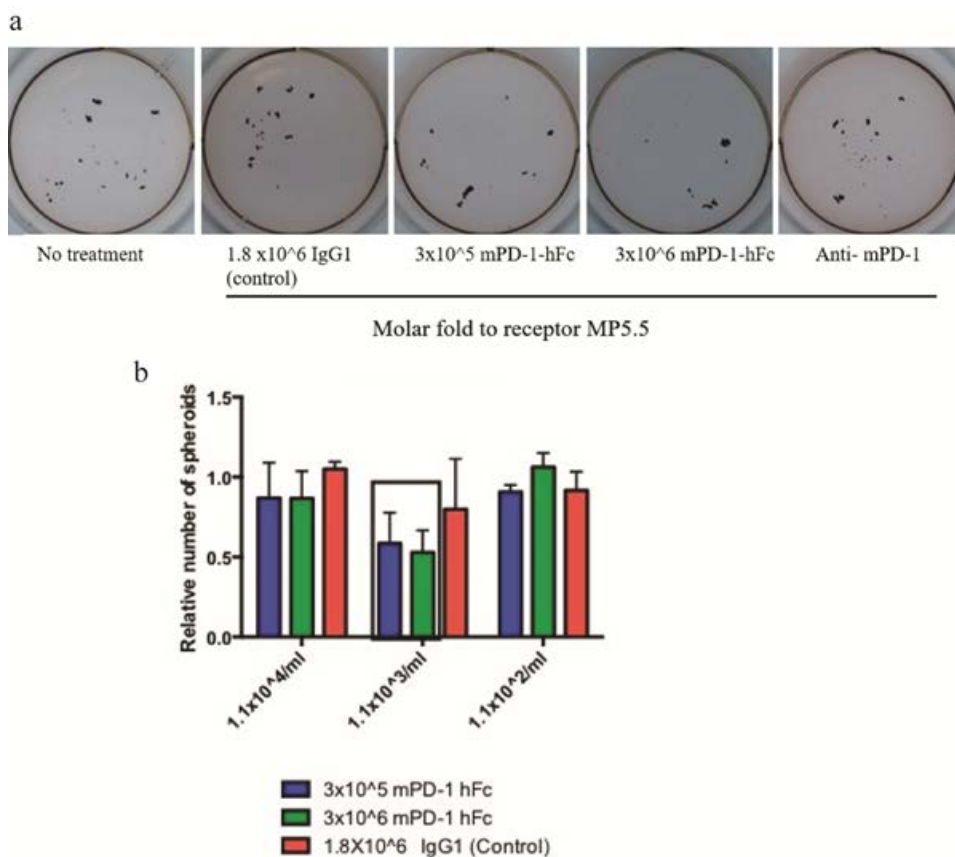 a
No treatment
1.8 x10^6 IgG1
(control)
3x10^5 mPD-1-hFc
3x10^6 mPD-1-hFc
Anti- mPD-1
Molar fold to receptor MP5.5
b
Relative number of spheroids
1.5
1.0
0.5
0.0
1.1x10^4/ml
1.1x10^3/ml
1.1x10^2/ml
3x10^5 mPD-1 hFc
3x10^6 mPD-1 hFc
1.8X10^6 IgG1 (Control)